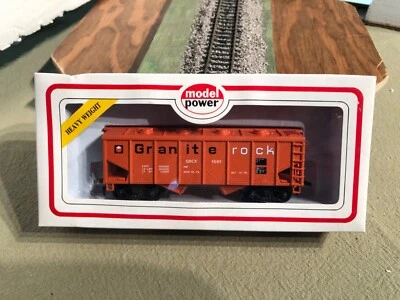 model
power
HEAVY WEIGHT
Granite rock
GRCX